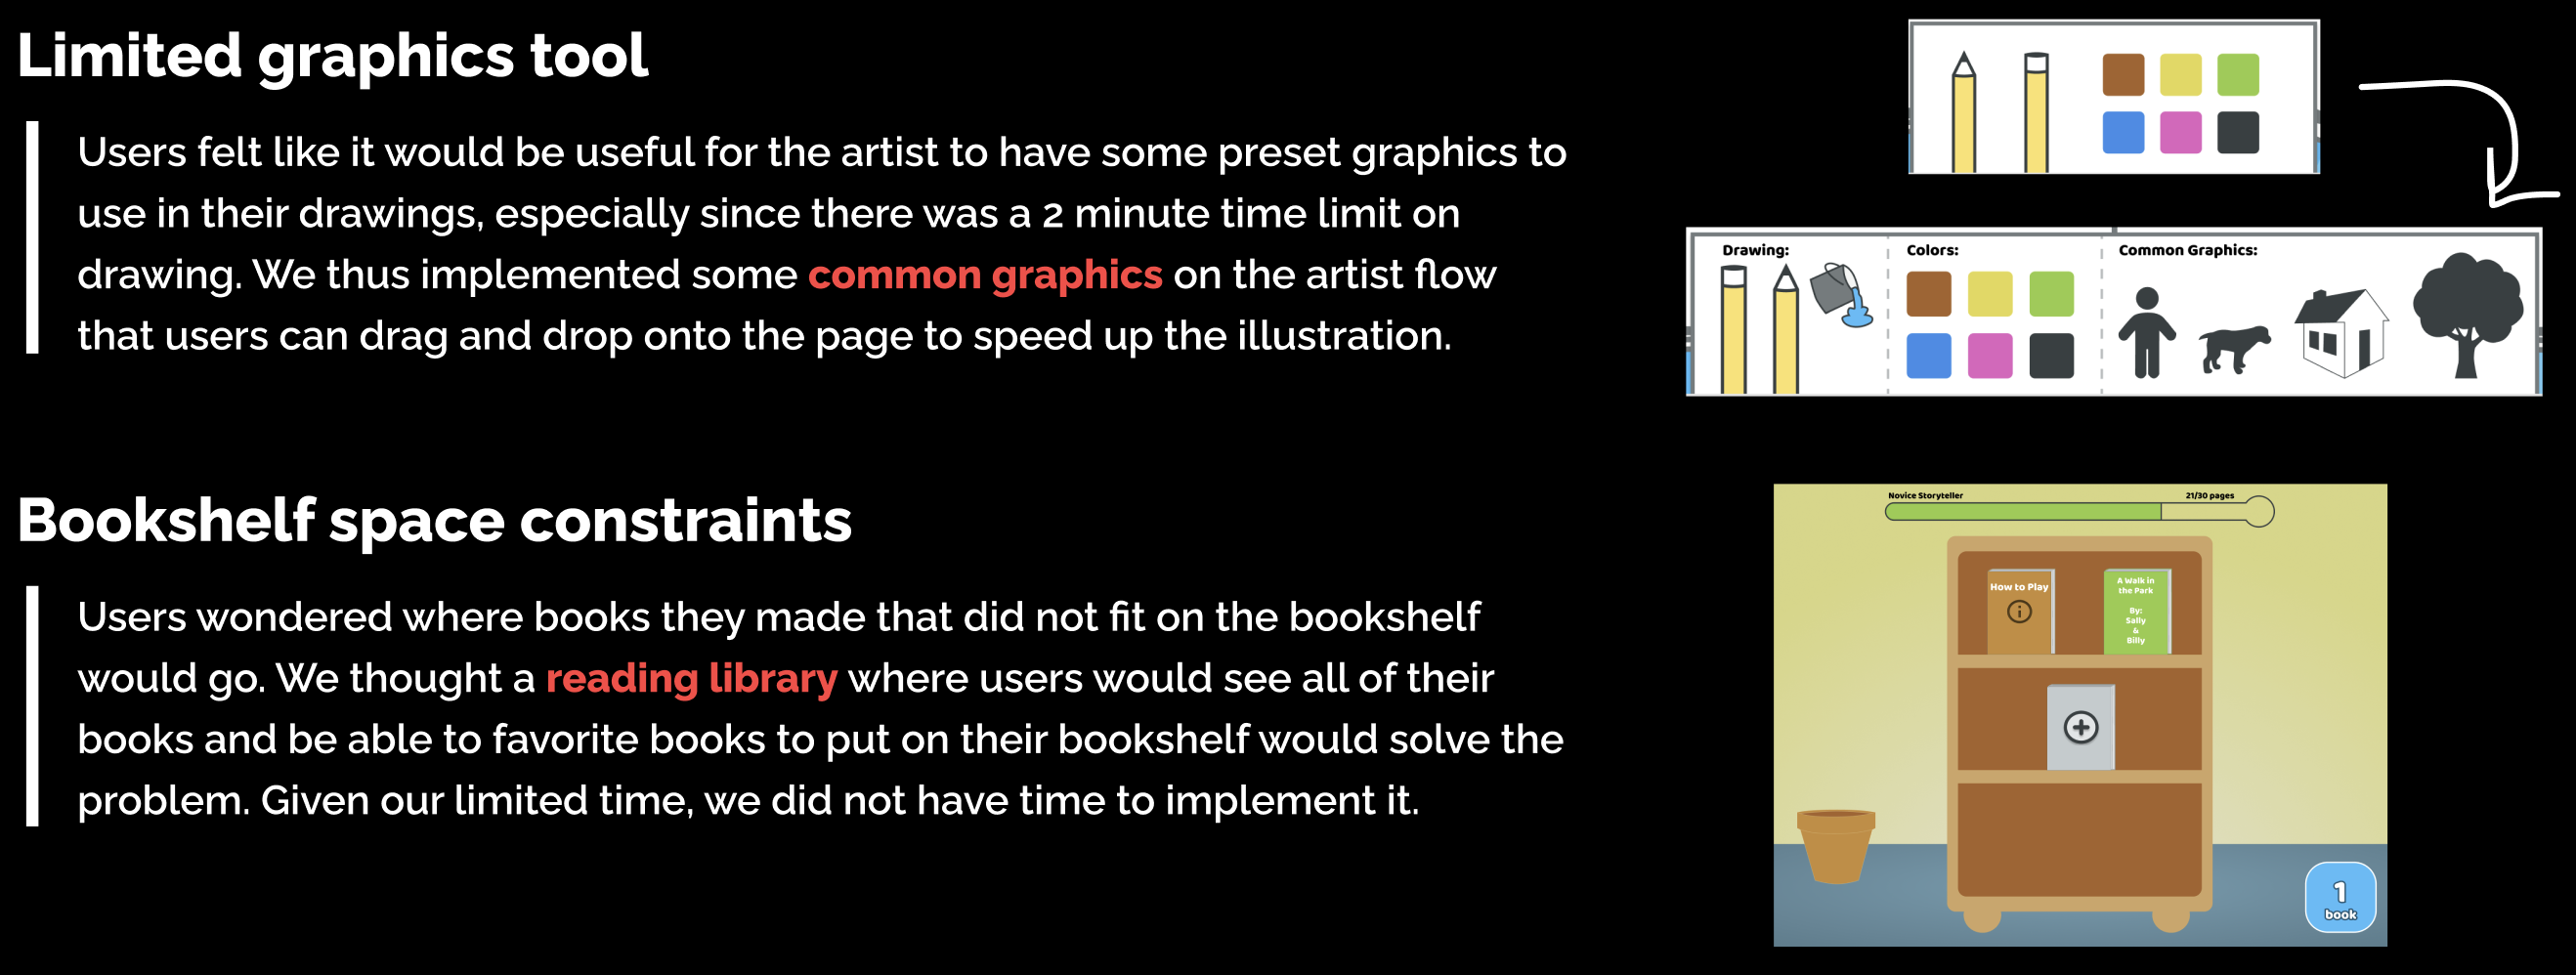 Limited graphics tool
Users felt like it would be useful for the artist to have some preset graphics to
use in their drawings, especially since there was a 2 minute time limit on
drawing. We thus implemented some common graphics on the artist flow
that users can drag and drop onto the page to speed up the illustration.
Drawing:
Colors:
Common Graphics:
Bookshelf space constraints
Users wondered where books they made that did not fit on the bookshelf
would go. We thought a reading library where users would see all of their
books and be able to favorite books to put on their bookshelf would solve the
problem. Given our limited time, we did not have time to implement it.
Novice Storyteller
21/30 pages
How to Play
i
A Walk in
the Park
By:
Sally
&
Billy
1
book